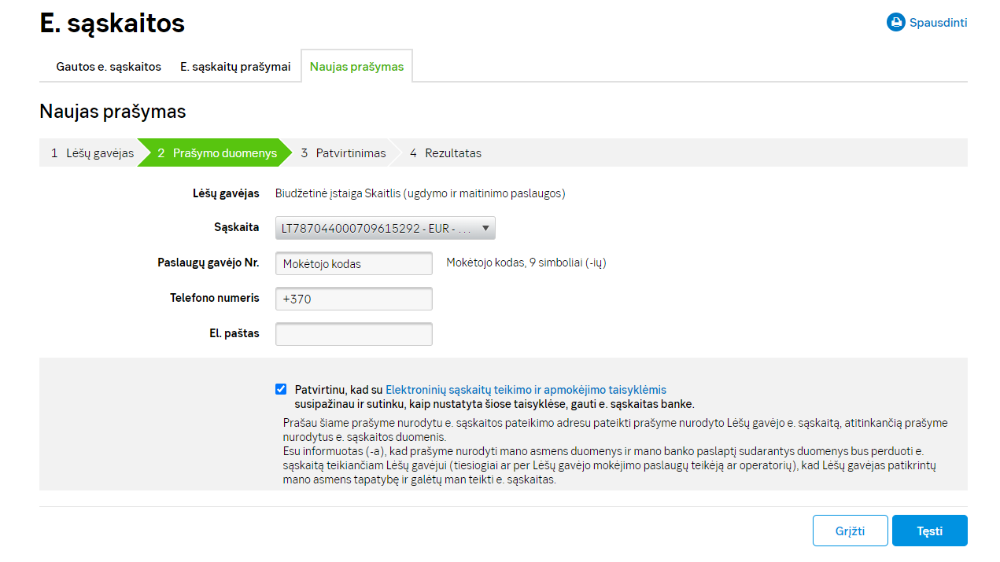 E. sąskaitos
Spausdinti
Gautos e. sąskaitos E. sąskaitų prašymai Naujas prašymas
Naujas prašymas
1 Lėšų gavėjas 2 Prašymo duomenys 3 Patvirtinimas 4 Rezultatas
Lėšų gavėjas Biudžetinė įstaiga Skaitlis (ugdymo ir maitinimo paslaugos)
Sąskaita LT787044000709615292 - EUR - ...
Paslaugų gavėjo Nr. Mokėtojo kodas Mokėtojo kodas, 9 simboliai (-ių)
Telefono numeris +370
El. paštas
Patvirtinu, kad su Elektroninių sąskaitų teikimo ir apmokėjimo taisyklėmis
susipažinau ir sutinku, kaip nustatyta šiose taisyklėse, gauti e. sąskaitas banke.
Prašau šiame prašyme nurodytu e. sąskaitos pateikimo adresu pateikti prašyme nurodyto Lėšų gavėjo e. sąskaitą, atitinkančią prašyme
nurodytus e. sąskaitos duomenis.
Esu informuotas (-a), kad prašyme nurodyti mano asmens duomenys ir mano banko paslaptį sudarantys duomenys bus perduoti e.
sąskaitą teikiančiam Lėšų gavėjui (tiesiogiai ar per Lėšų gavėjo mokėjimo paslaugų teikėją ar operatorių), kad Lėšų gavėjas patikrintų
mano asmens tapatybę ir galėtų man teikti e. sąskaitas.
Grįžti Tęsti